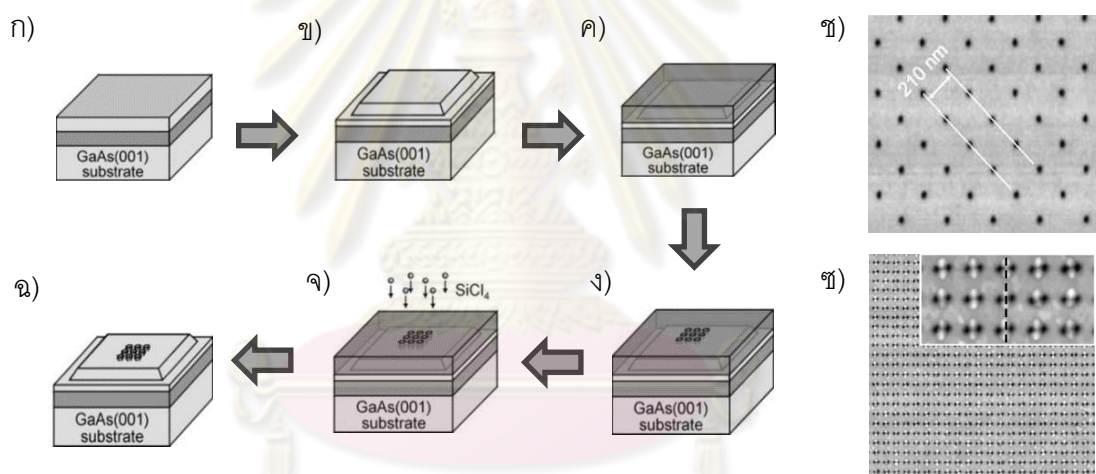 ก)
GaAs(001)
substrate
ข)
GaAs(001)
substrate
ค)
GaAs(001)
substrate
ช)
210 nm
ฉ)
GaAs(001)
substrate
จ)
SiCl4
GaAs(001)
substrate
ง)
GaAs(001)
substrate
ซ)